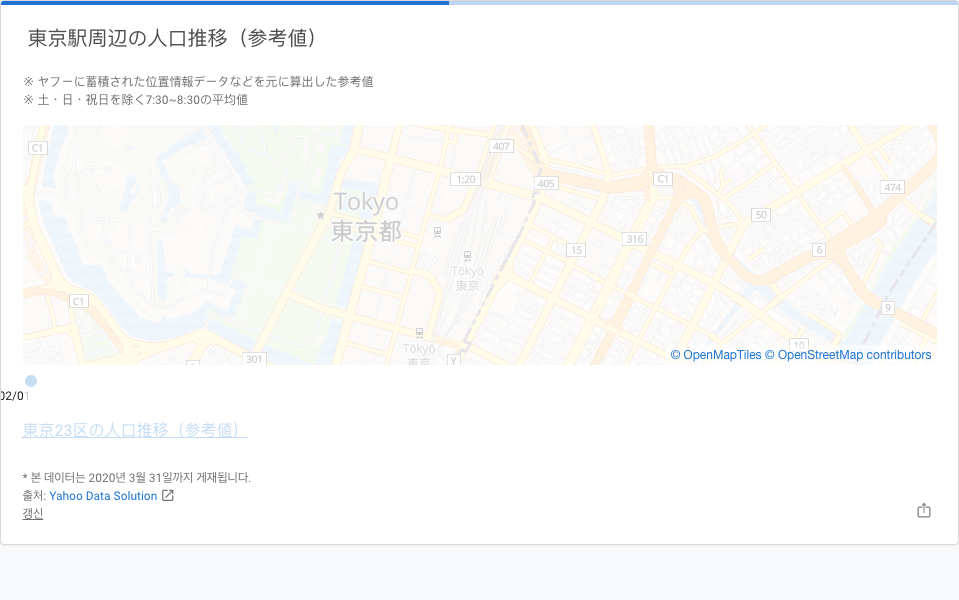 東京駅周辺の人口推移（参考値）
※ ヤフーに蓄積された位置情報データなどを元に算出した参考値
※ 土・日・祝日を除く7:30~8:30の平均値
C1
407
1;20
405
C1
474
Tokyo
東京都
50
316
15
6
Tōkyō
東京
C1
9
10
Tōkyō
東京
301
Y
© OpenMapTiles © OpenStreetMap contributors
02/01
東京23区の人口推移（参考値）
* 본 데이터는 2020년 3월 31일까지 게재됩니다.
출처: Yahoo Data Solution
갱신